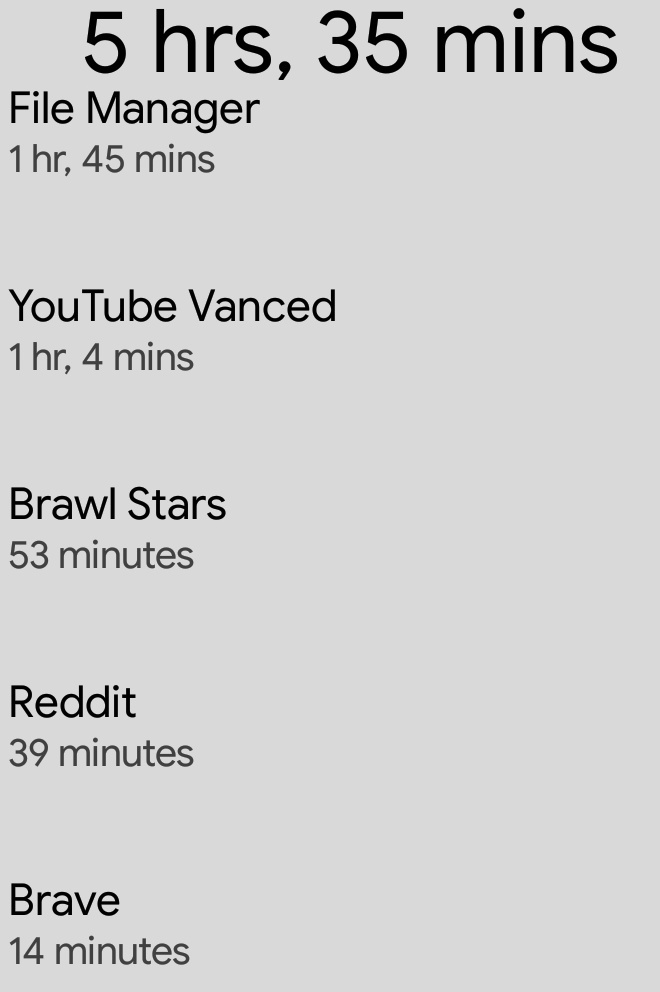 5 hrs, 35 mins
File Manager
1 hr, 45 mins
YouTube Vanced
1 hr, 4 mins
Brawl Stars
53 minutes
Reddit
39 minutes
Brave
14 minutes